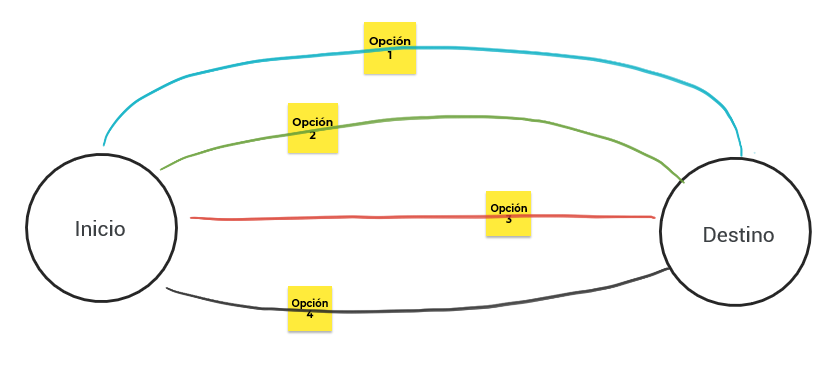 Opción
1
Opción
2
Opción
3
Inicio
Destino
Opción
4